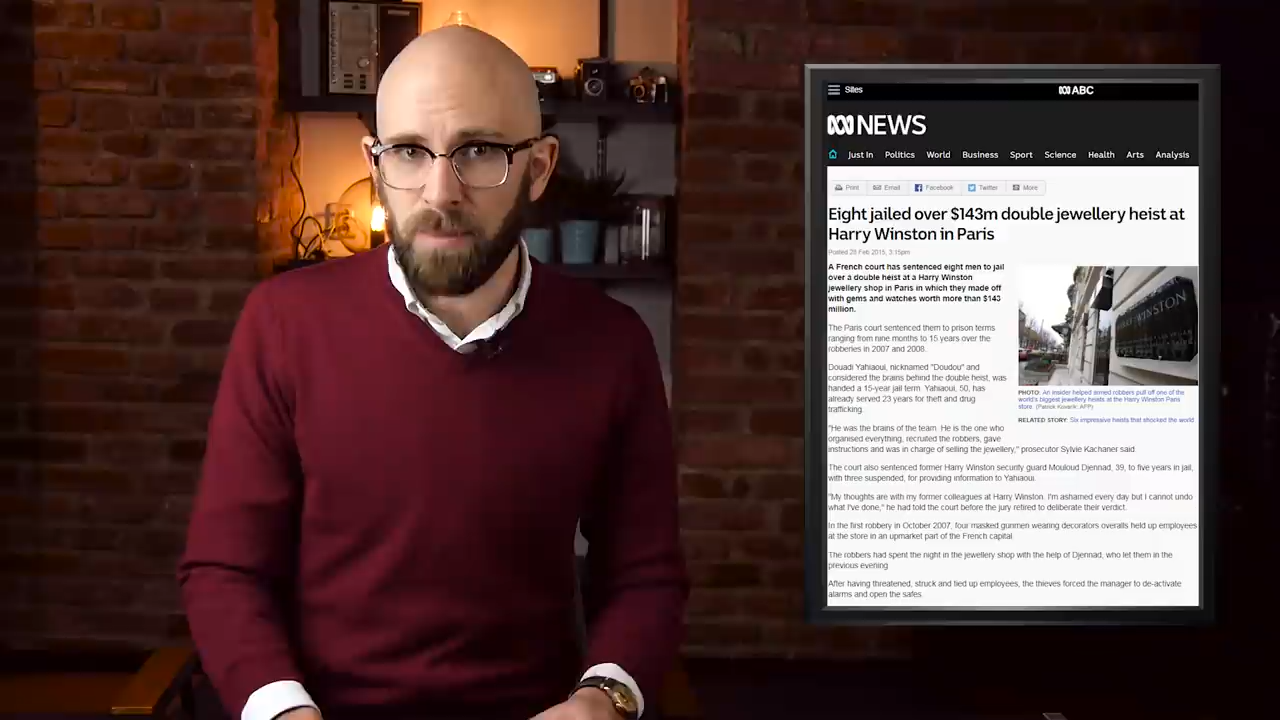 Sites
ABC
NEWS
Just In Politics World Business Sport Science Health Arts Analysis
Print Email Facebook Twitter More
Eight jailed over $143m double jewellery heist at
Harry Winston in Paris
Posted 28 Feb 2015, 3:15pm
A French court has sentenced eight men to jail
over a double heist at a Harry Winston
jewellery shop in Paris in which they made off
with gems and watches worth more than $143
million.
The Paris court sentenced them to prison terms
ranging from nine months to 15 years over the
robberies in 2007 and 2008.
Douadi Yahiaoui, nicknamed "Doudou" and
considered the brains behind the double heist, was
handed a 15-year jail term. Yahiaoui, 50, has
already served 23 years for theft and drug
trafficking.
HARRY WINSTON
PHOTO: An insider helped armed robbers pull off one of the
world's biggest jewellery heists at the Harry Winston Paris
store. (Patrick Kovarik: AFP)
RELATED STORY: Six impressive heists that shocked the world
"He was the brains of the team. He is the one who
organised everything, recruited the robbers, gave
instructions and was in charge of selling the jewellery," prosecutor Sylvie Kachaner said.
The court also sentenced former Harry Winston security guard Mouloud Djennad, 39, to five years in jail,
with three suspended, for providing information to Yahiaoui.
"My thoughts are with my former colleagues at Harry Winston. I'm ashamed every day but I cannot undo
what I've done," he had told the court before the jury retired to deliberate their verdict.
In the first robbery in October 2007, four masked gunmen wearing decorators overalls held up employees
at the store in an upmarket part of the French capital.
The robbers had spent the night in the jewellery shop with the help of Djennad, who let them in the
previous evening.
After having threatened, struck and tied up employees, the thieves forced the manager to de-activate
alarms and open the safes.